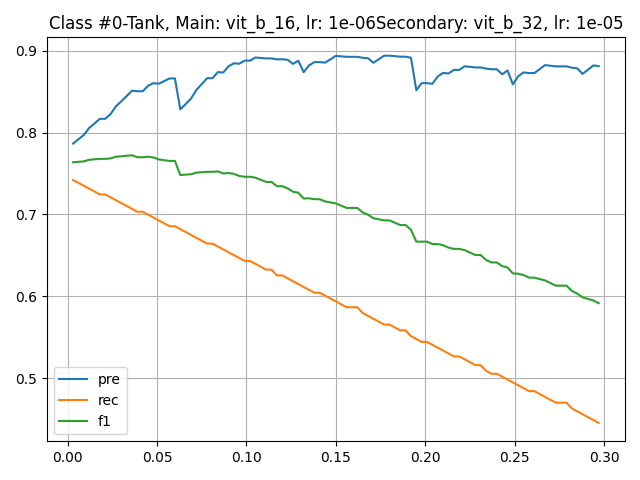 Class #0-Tank, Main: vit_b_16, lr: 1e-06Secondary: vit_b_32, lr: 1e-05
0.9
0.8
0.7
0.6
0.5
pre
rec
f1
0.00 0.05 0.10 0.15 0.20 0.25 0.30